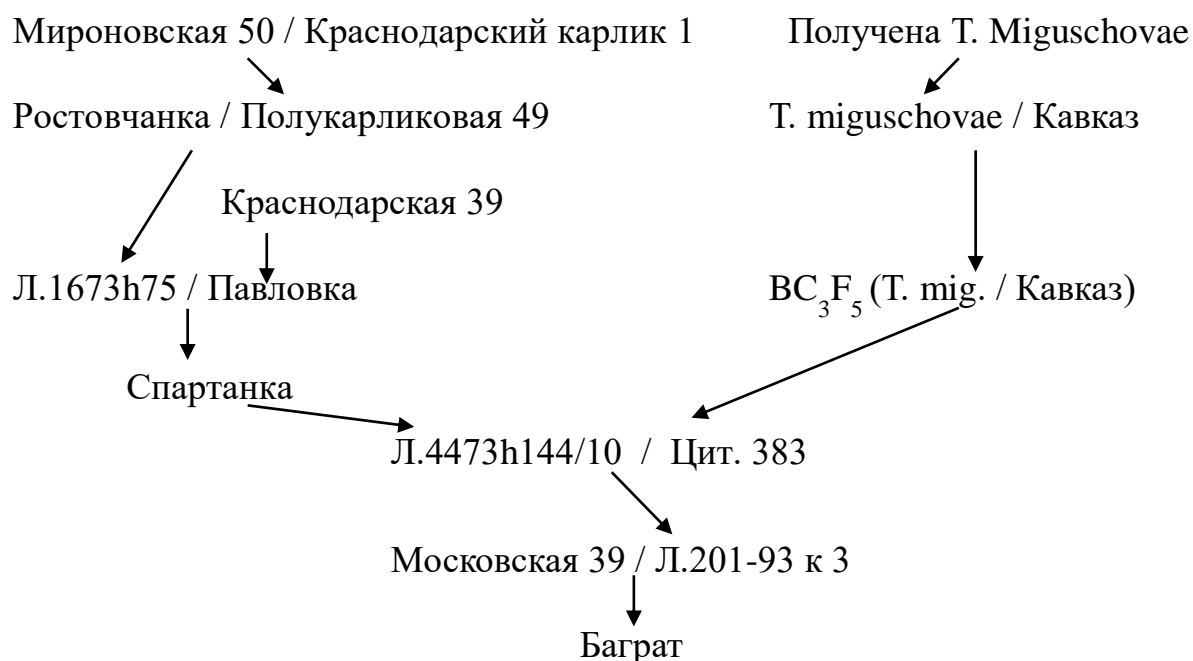 Мироновская 50 / Краснодарский карлик 1 Получена T. Miguschovae
Ростовчанка / Полукарликовая 49 T. miguschovae / Кавказ
Краснодарская 39
Л.1673h75 / Павловка BC3F5 (T. mig. / Кавказ)
Спартанка
Л.4473h144/10 / Цит. 383
Московская 39 / Л.201-93 к 3
Баграт